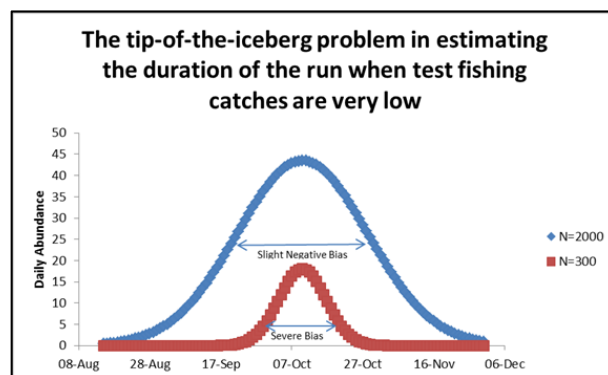 The tip-of-the-iceberg problem in estimating
the duration of the run when test fishing
catches are very low
50
45
40
35
30
25
20
15
10
5
0
Daily Abundance
Slight Negative Bias
Severe Bias
N=2000
N=300
08-Aug 28-Aug 17-Sep 07-Oct 27-Oct 16-Nov 06-Dec